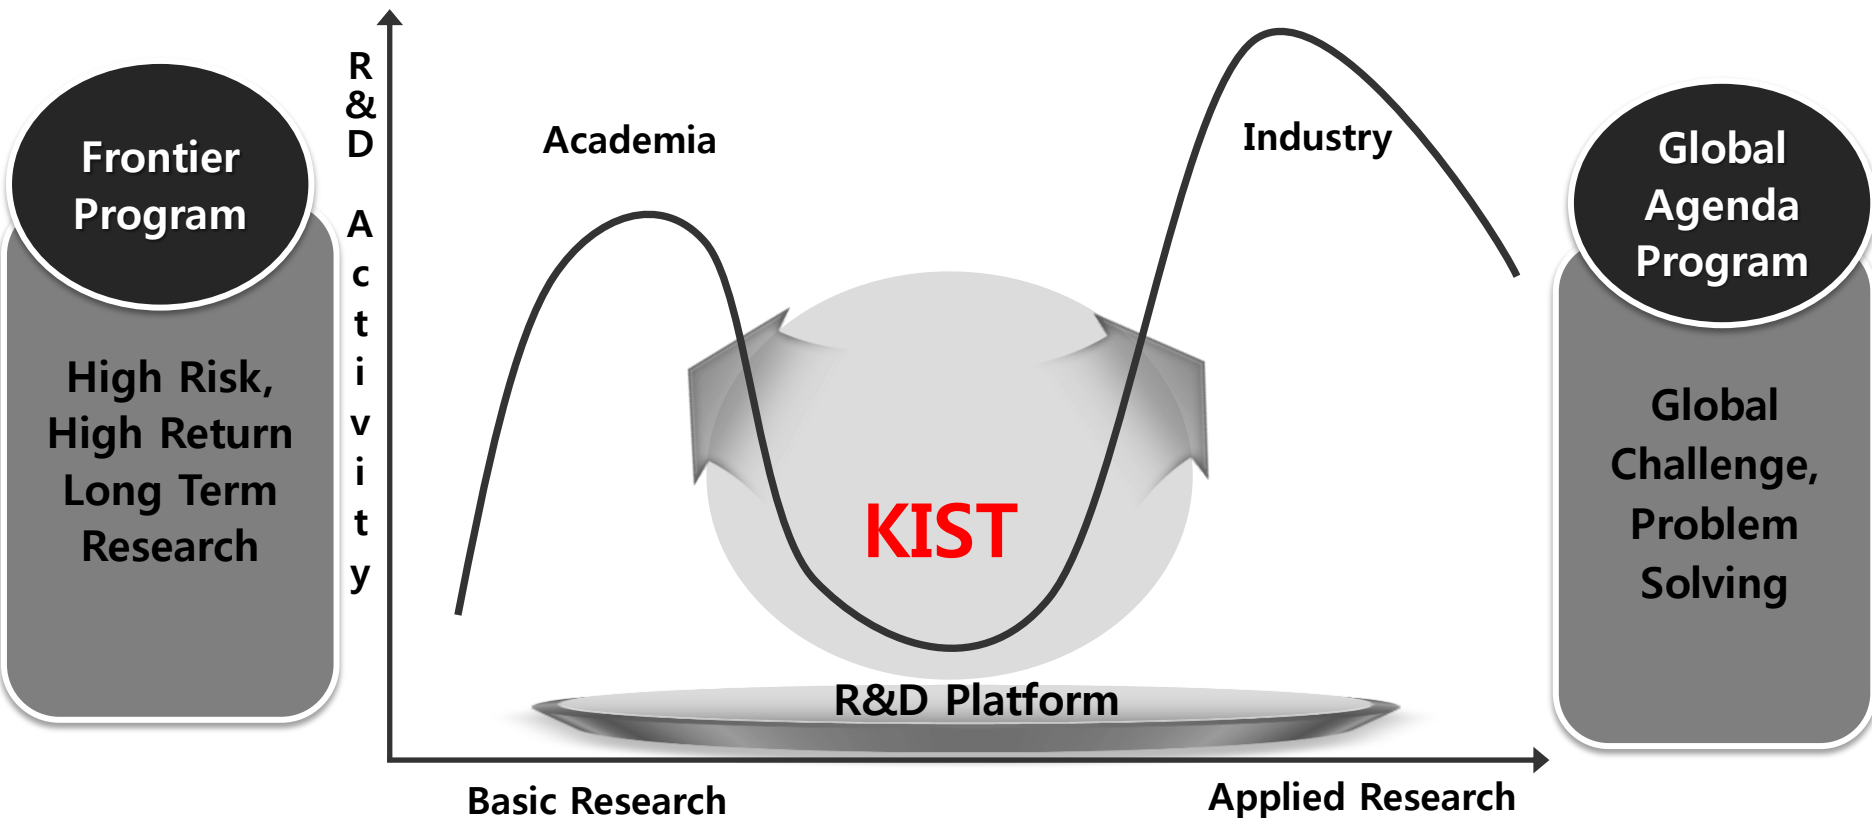 Frontier
Program
High Risk,
High Return
Long Term
Research
R&D Activity
Academia
Industry
KIST
R&D Platform
Basic Research
Applied Research
Global
Agenda
Program
Global
Challenge,
Problem
Solving